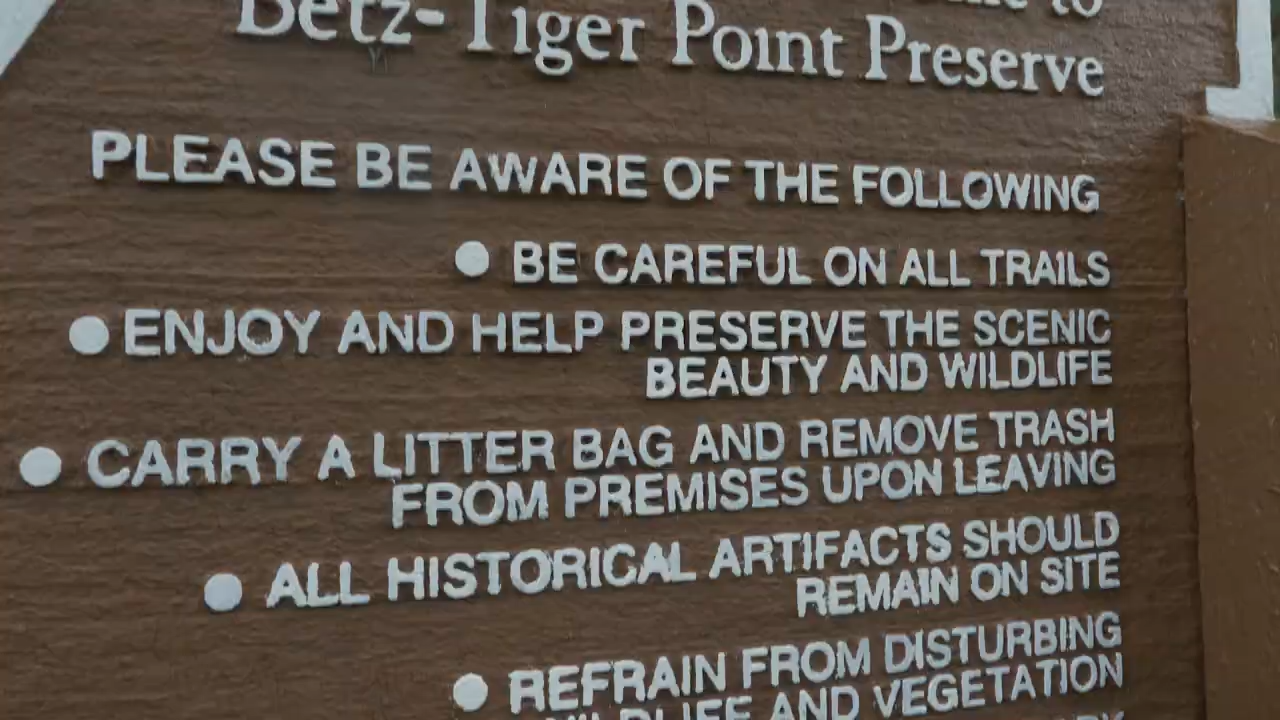 to
Betz-Tiger Point Preserve
PLEASE BE AWARE OF THE FOLLOWING
● BE CAREFUL ON ALL TRAILS
● ENJOY AND HELP PRESERVE THE SCENIC
BEAUTY AND WILDLIFE
● CARRY A LITTER BAG AND REMOVE TRASH
FROM PREMISES UPON LEAVING
● ALL HISTORICAL ARTIFACTS SHOULD
REMAIN ON SITE
● REFRAIN FROM DISTURBING
WILDLIFE AND VEGETATION